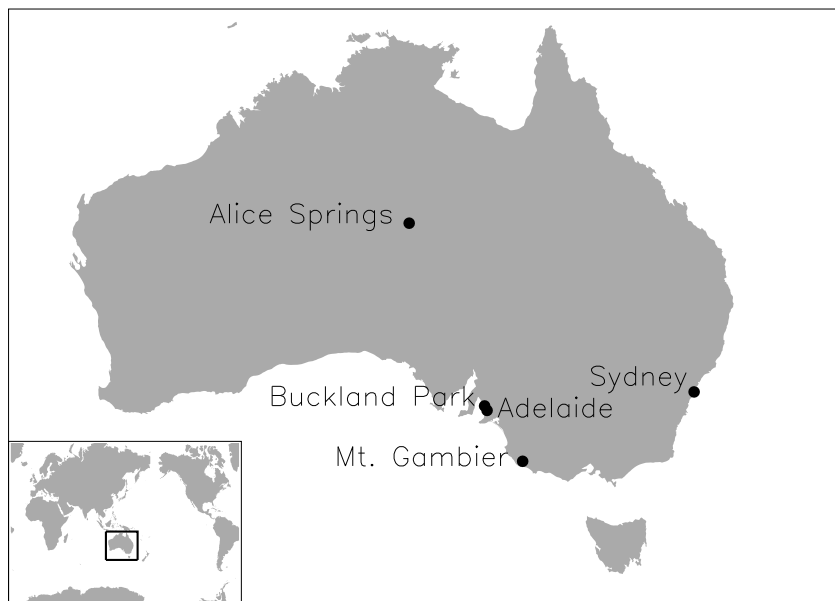 Alice Springs
Sydney
Buckland Park
Adelaide
Mt. Gambier